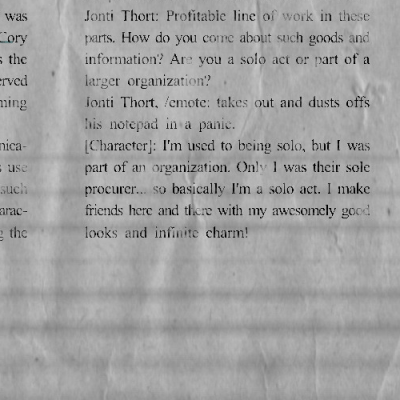 was
Cory
s the
erved
ning
nica-
s use
such
arac-
g the
Jonti Thort: Profitable line of work in these
parts. How do you come about such goods and
information? Are you a solo act or part of a
larger organization?
Jonti Thort, /emote: takes out and dusts offs
his notepad in a panic.
[Character]: I'm used to being solo, but I was
part of an organization. Only I was their sole
procurer... so basically I'm a solo act. I make
friends here and there with my awesomely good
looks and infinite charm!